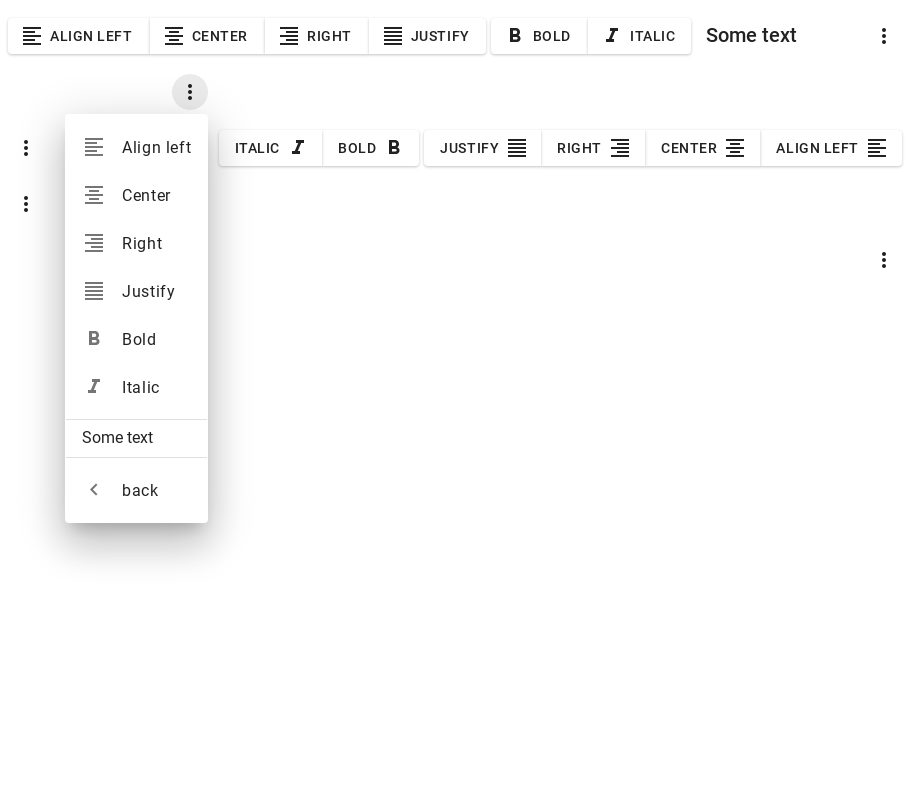 ALIGN LEFT CENTER RIGHT JUSTIFY BOLD ITALIC Some text
ITALIC BOLD JUSTIFY RIGHT CENTER ALIGN LEFT
Align left
Center
Right
Justify
Bold
Italic
Some text
back